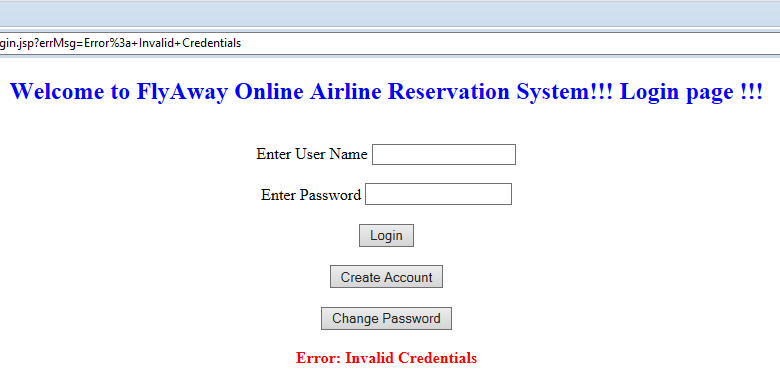 gin.jsp?errMsg=Error%3a+Invalid+Credentials
Welcome to FlyAway Online Airline Reservation System!!! Login page !!!
Enter User Name
Enter Password
Login
Create Account
Change Password
Error: Invalid Credentials